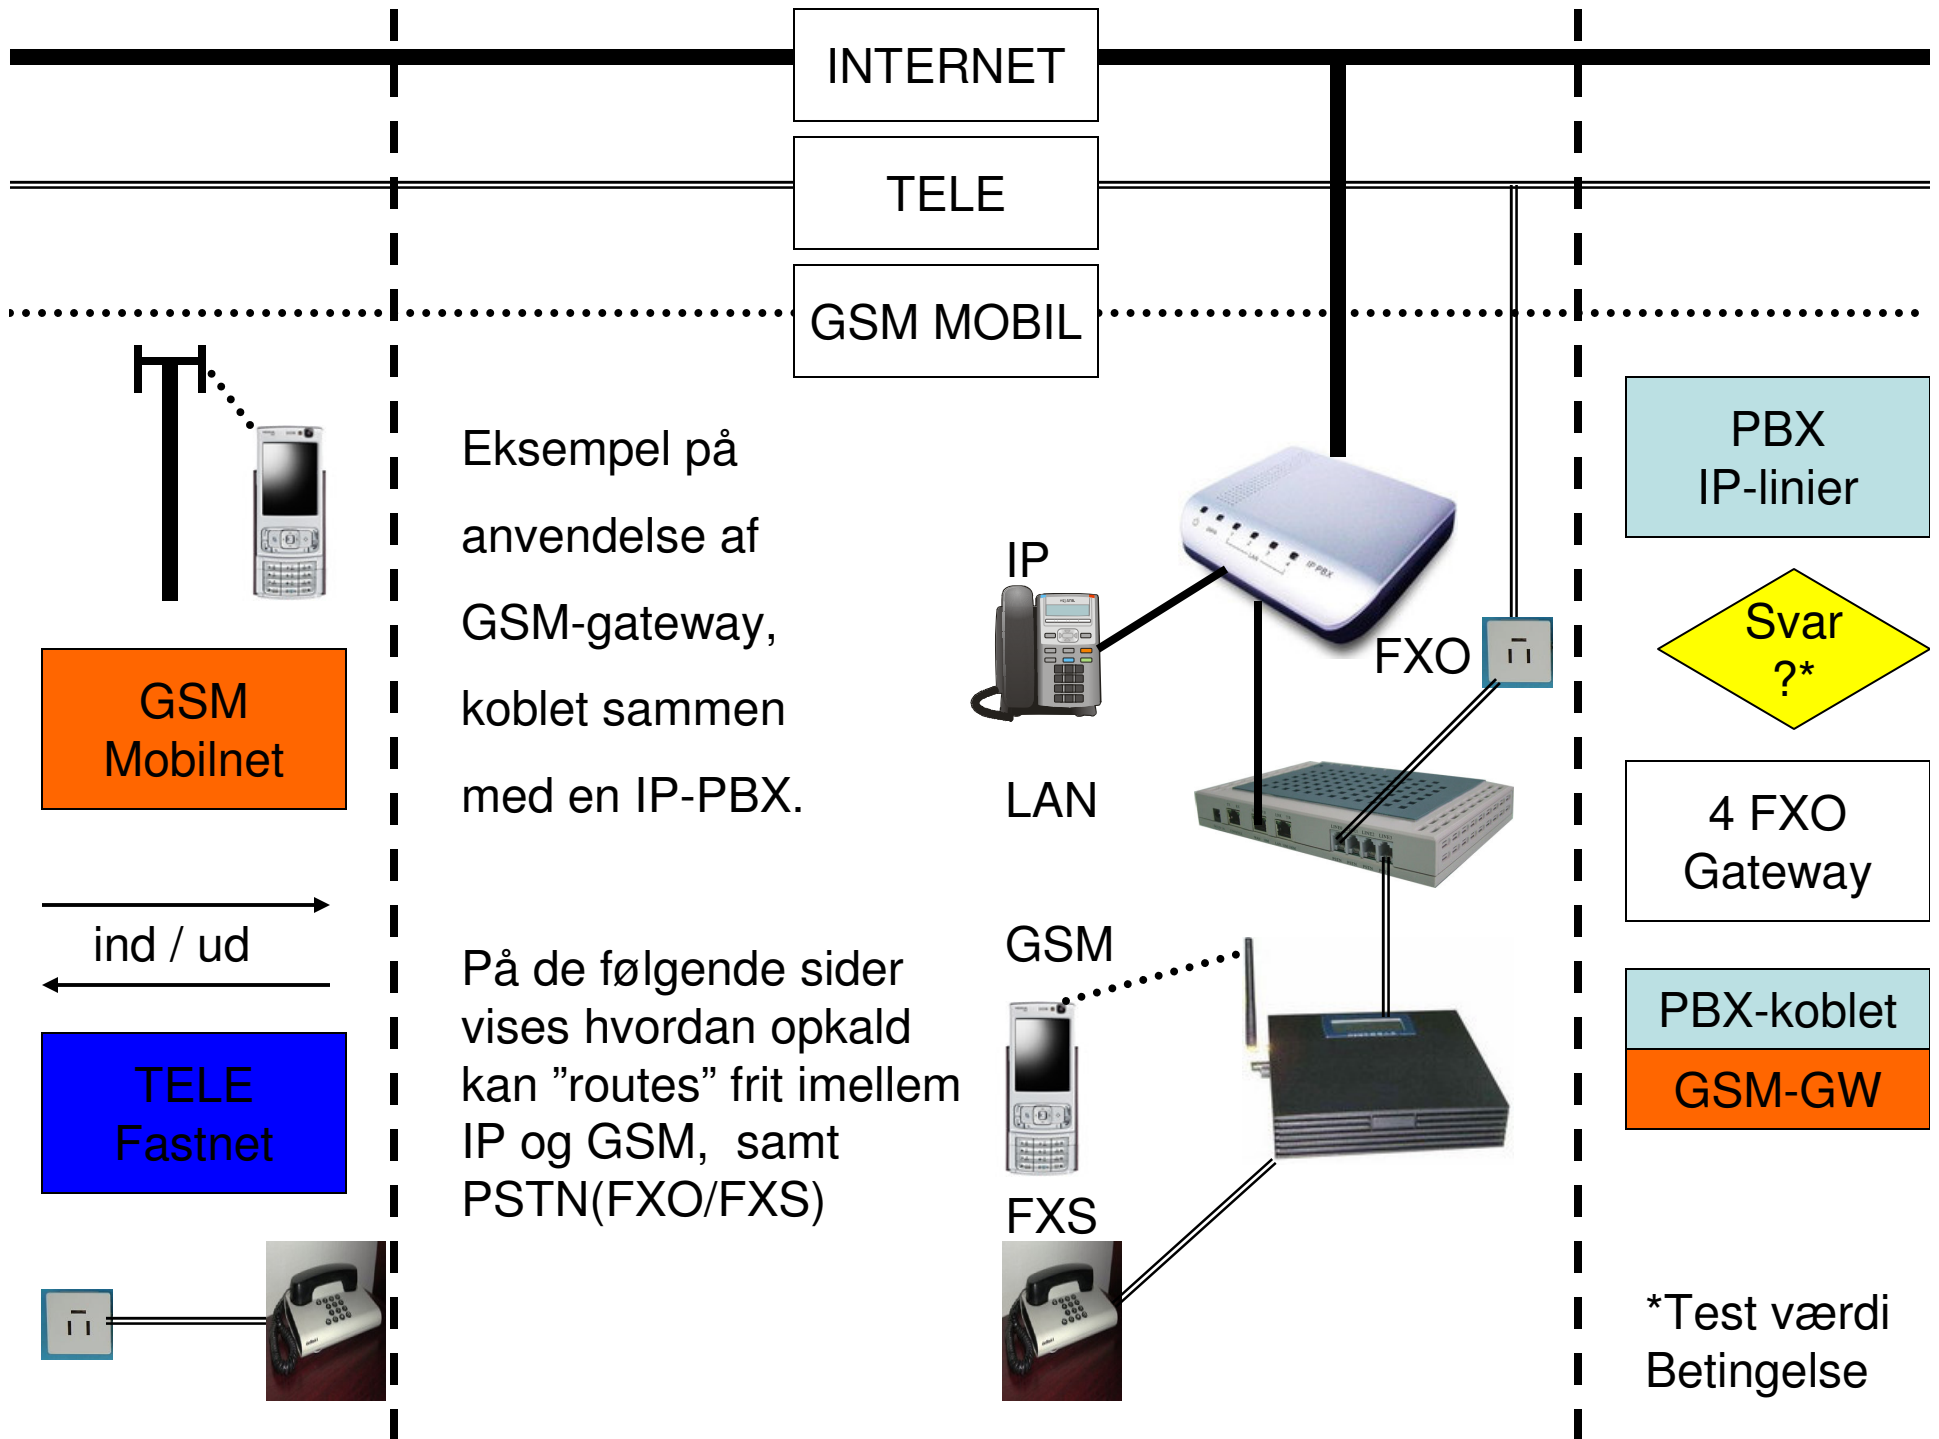 INTERNET
TELE
GSM MOBIL
GSM
Mobilnet
ind / ud
TELE
Fastnet
Eksempel på
anvendelse af
GSM-gateway,
koblet sammen
med en IP-PBX.
På de følgende sider
vises hvordan opkald
kan ”routes” frit imellem
IP og GSM, samt
PSTN(FXO/FXS)
IP
IP PBX
FXO
LAN
GSM
FXS
PBX
IP-linier
Svar
?*
4 FXO
Gateway
PBX-koblet
GSM-GW
*Test værdi
Betingelse